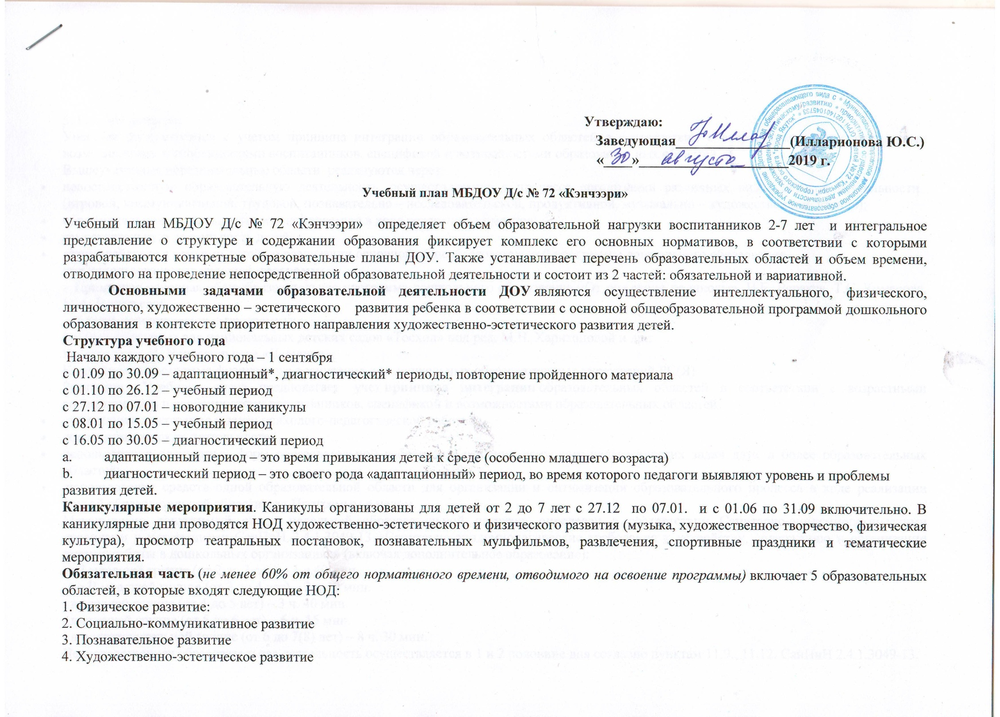 Утверждаю:
Заведующая________________(Илларионова Ю.С.)
«_30_»_августа_2019 г.
Учебный план МБДОУ Д/с № 72 «Кэнчээри»
Учебный план МБДОУ Д/с № 72 «Кэнчээри» определяет объем образовательной нагрузки воспитанников 2-7 лет и интегральное
представление о структуре и содержании образования фиксирует комплекс его основных нормативов, в соответствии с которыми
разрабатываются конкретные образовательные планы ДОУ. Также устанавливает перечень образовательных областей и объем времени,
отводимого на проведение непосредственной образовательной деятельности и состоит из 2 частей: обязательной и вариативной.
Основными задачами образовательной деятельности ДОУ являются осуществление интеллектуального, физического,
личностного, художественно – эстетического развития ребенка в соответствии с основной общеобразовательной программой дошкольного
образования в контексте приоритетного направления художественно-эстетического развития детей.
Структура учебного года
Начало каждого учебного года – 1 сентября
с 01.09 по 30.09 – адаптационный*, диагностический* периоды, повторение пройденного материала
с 01.10 по 26.12 – учебный период
с 27.12 по 07.01 – новогодние каникулы
с 08.01 по 15.05 – учебный период
с 16.05 по 30.05 – диагностический период
a. адаптационный период – это время привыкания детей к среде (особенно младшего возраста)
b. диагностический период – это своего рода «адаптационный» период, во время которого педагоги выявляют уровень и проблемы
развития детей.
Каникулярные мероприятия. Каникулы организованы для детей от 2 до 7 лет с 27.12 по 07.01. и с 01.06 по 31.09 включительно. В
каникулярные дни проводятся НОД художественно-эстетического и физического развития (музыка, художественное творчество, физическая
культура), просмотр театральных постановок, познавательных мульфильмов, развлечения, спортивные праздники и тематические
мероприятия.
Обязательная часть (не менее 60% от общего нормативного времени, отводимого на освоение программы) включает 5 образовательных
областей, в которые входят следующие НОД:
1. Физическое развитие:
2. Социально-коммуникативное развитие
3. Познавательное развитие
4. Художественно-эстетическое развитие